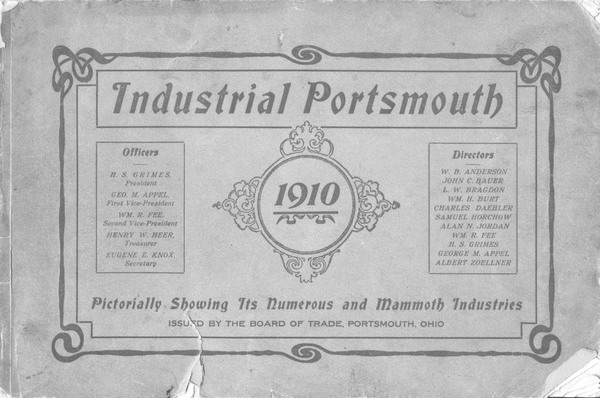 Industrial Portsmouth
Officers
H. S. GRIMES,
President
GEO. M. APPEL,
First Vice-President
WM. R. FEE,
Second Vice-President
HENRY W. HEER,
Treasurer
EUGENE E. KNOX,
Secretary
1910
Directors
W. B. ANDERSON
JOHN C. BAUER
L. W. BRAGDON
WM. H. BURT
CHARLES DAEHLER
SAMUEL HORCHOW
ALAN N. JORDAN
WM. R. FEE
H. S. GRIMES
GEORGE M. APPEL
ALBERT ZOELLNER
Pictorially Showing Its Numerous and Mammoth Industries
ISSUED BY THE BOARD OF TRADE, PORTSMOUTH, OHIO